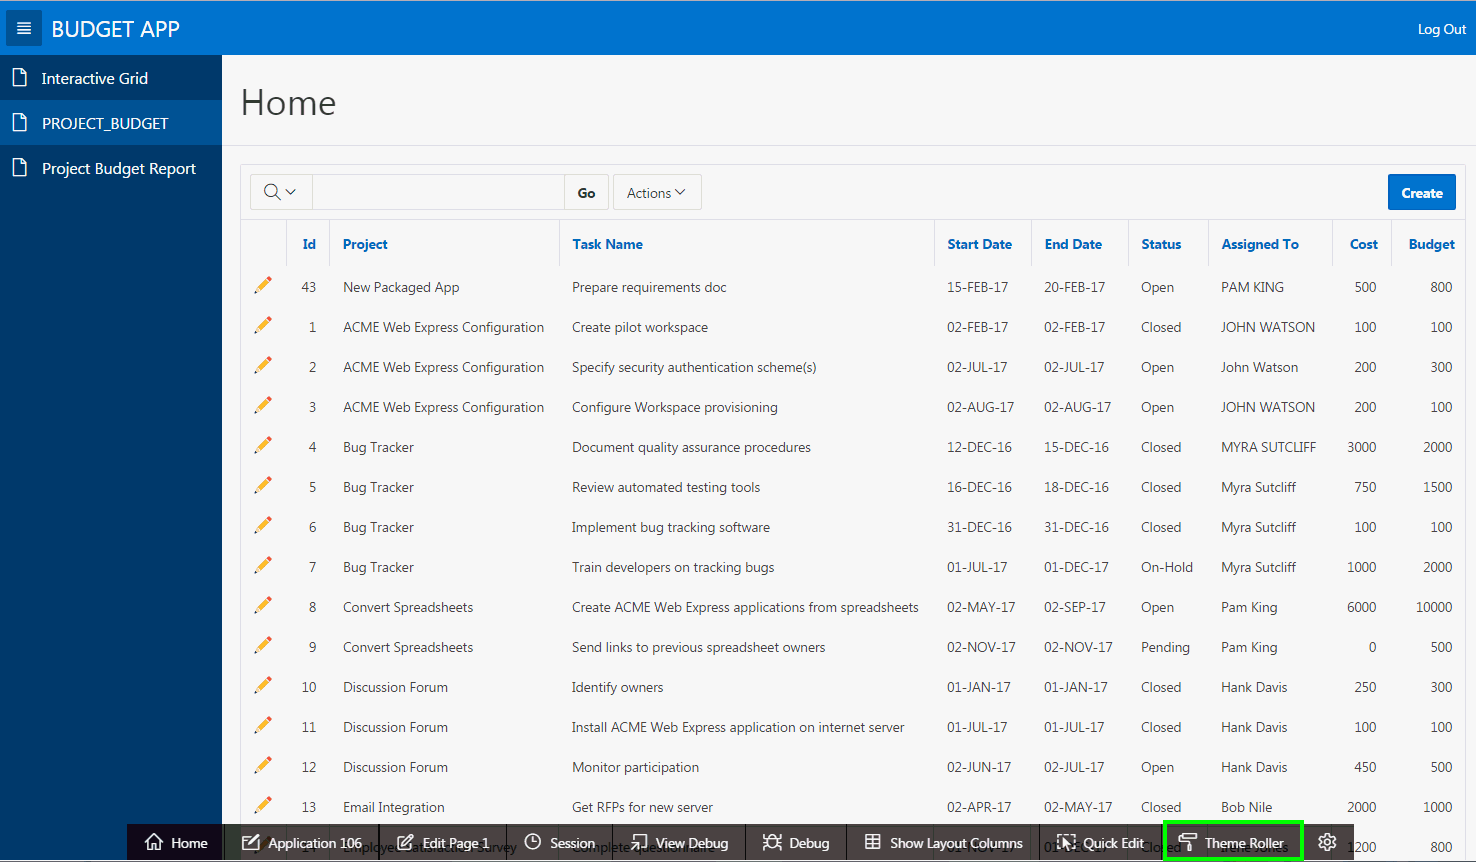 BUDGET APP
Log Out
Interactive Grid
PROJECT_BUDGET
Project Budget Report
Home
Go Actions Create
Id Project Task Name Start Date End Date Status Assigned To Cost Budget
43 New Packaged App Prepare requirements doc 15-FEB-17 20-FEB-17 Open PAM KING 500 800
1 ACME Web Express Configuration Create pilot workspace 02-FEB-17 02-FEB-17 Closed JOHN WATSON 100 100
2 ACME Web Express Configuration Specify security authentication scheme(s) 02-JUL-17 02-JUL-17 Open John Watson 200 300
3 ACME Web Express Configuration Configure Workspace provisioning 02-AUG-17 02-AUG-17 Open JOHN WATSON 200 100
4 Bug Tracker Document quality assurance procedures 12-DEC-16 15-DEC-16 Closed MYRA SUTCLIFF 3000 2000
5 Bug Tracker Review automated testing tools 16-DEC-16 18-DEC-16 Closed Myra Sutcliff 750 1500
6 Bug Tracker Implement bug tracking software 31-DEC-16 31-DEC-16 Closed Myra Sutcliff 100 100
7 Bug Tracker Train developers on tracking bugs 01-JUL-17 01-DEC-17 On-Hold Myra Sutcliff 1000 2000
8 Convert Spreadsheets Create ACME Web Express applications from spreadsheets 02-MAY-17 02-SEP-17 Open Pam King 6000 10000
9 Convert Spreadsheets Send links to previous spreadsheet owners 02-NOV-17 02-NOV-17 Pending Pam King 0 500
10 Discussion Forum Identify owners 01-JAN-17 01-JAN-17 Closed Hank Davis 250 300
11 Discussion Forum Install ACME Web Express application on internet server 01-JUL-17 01-JUL-17 Closed Hank Davis 100 100
12 Discussion Forum Monitor participation 02-JUN-17 02-JUL-17 Open Hank Davis 450 500
13 Email Integration Get RFPs for new server 02-APR-17 02-MAY-17 Closed Bob Nile 2000 1000
14 Employee Satisfaction Survey Complete questionnaire Irene Jones 1200 800
Home Application 106 Edit Page 1 Session View Debug Debug Show Layout Columns Quick Edit Theme Roller